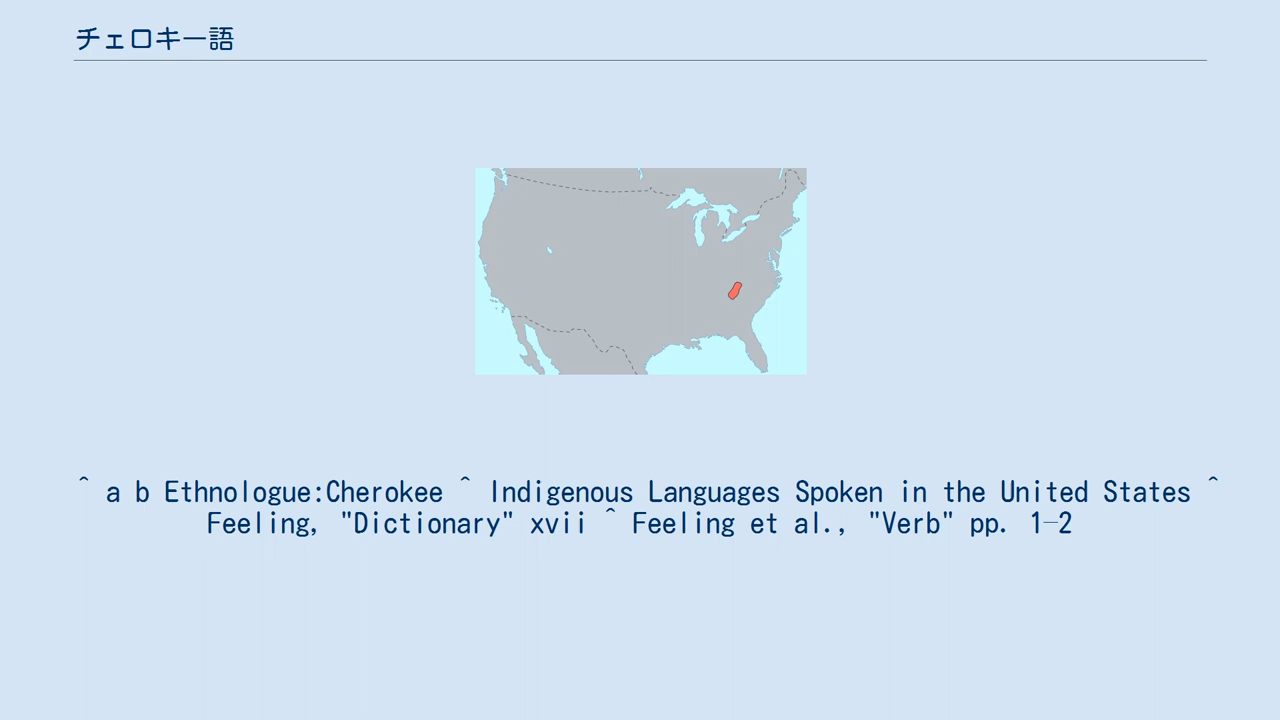 チェロキー語
^ a b Ethnologue:Cherokee ^ Indigenous Languages Spoken in the United States ^
Feeling, "Dictionary" xvii ^ Feeling et al., "Verb" pp. 1–2